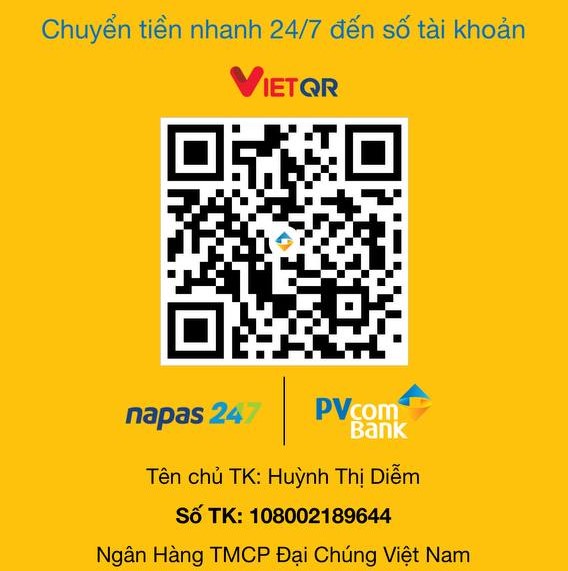 Chuyển tiền nhanh 24/7 đến số tài khoản
VIETQR
napas 247
PVcom
Bank
Tên chủ TK: Huỳnh Thị Diễm
Số TK: 108002189644
Ngân Hàng TMCP Đại Chúng Việt Nam